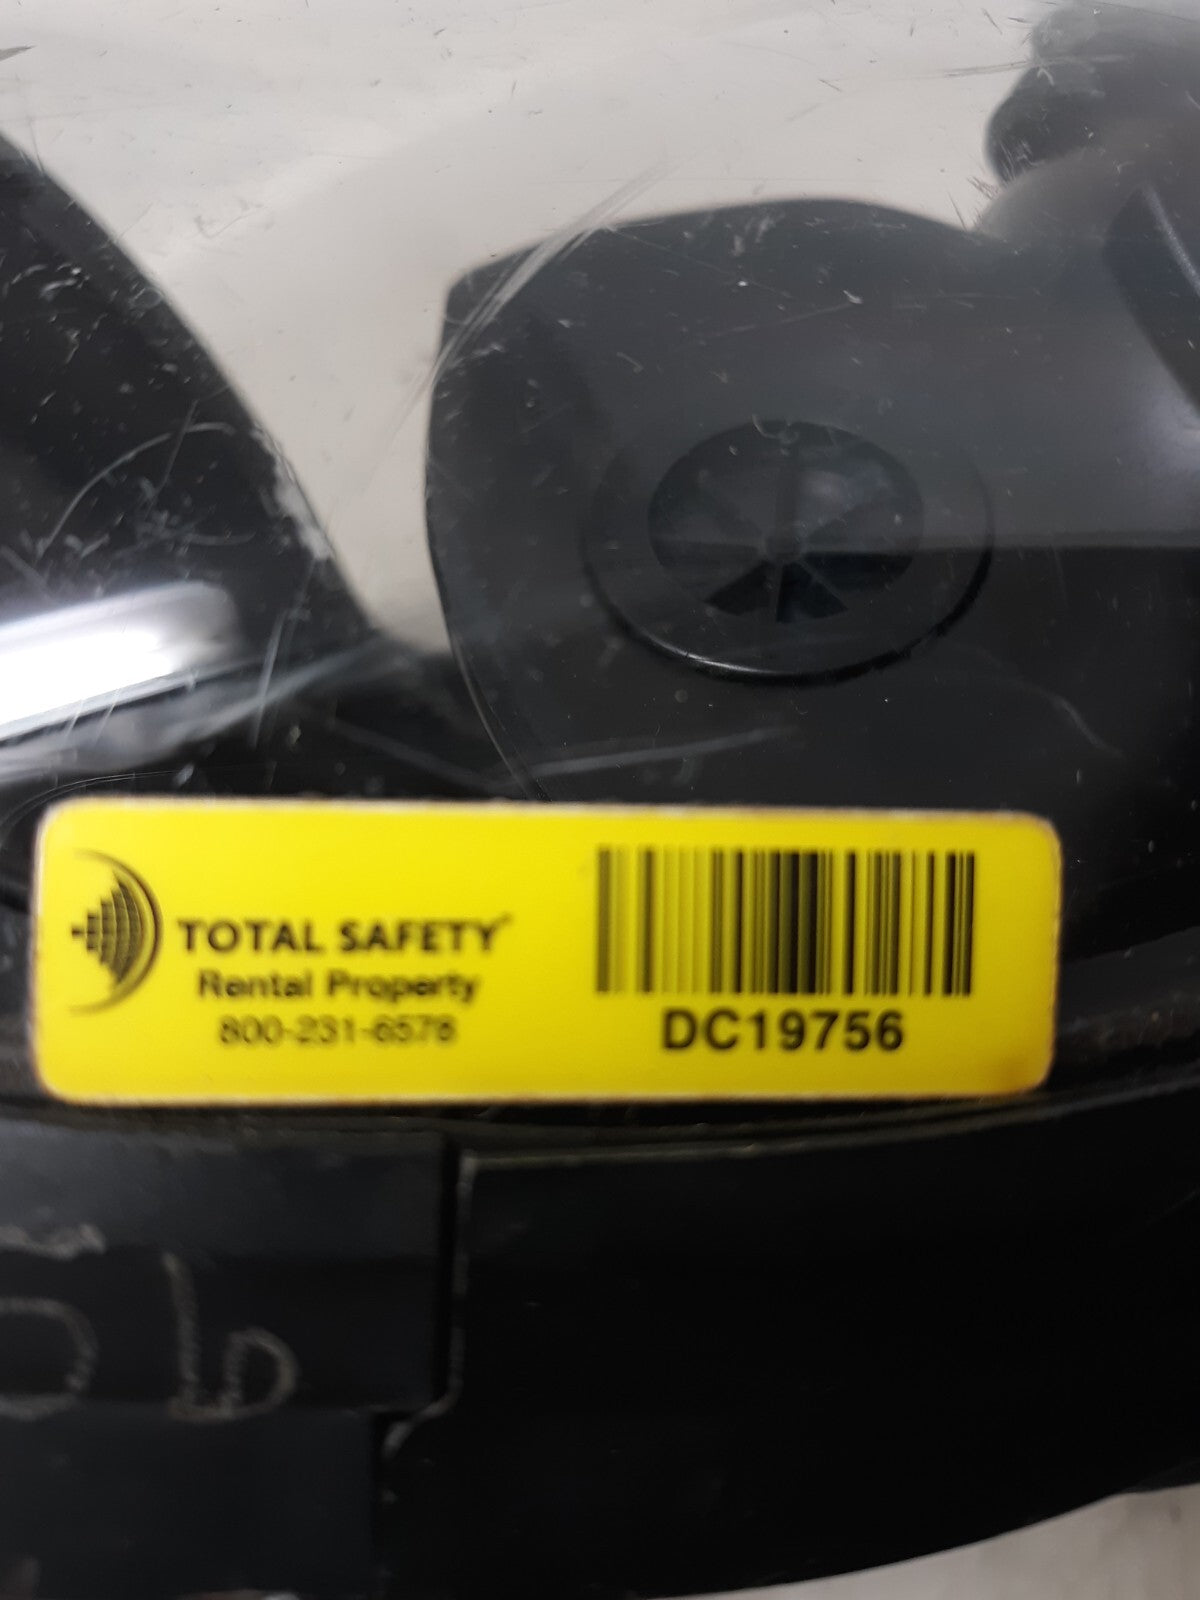 TOTAL SAFETY
Rental Property
800-231-6578
DC19756